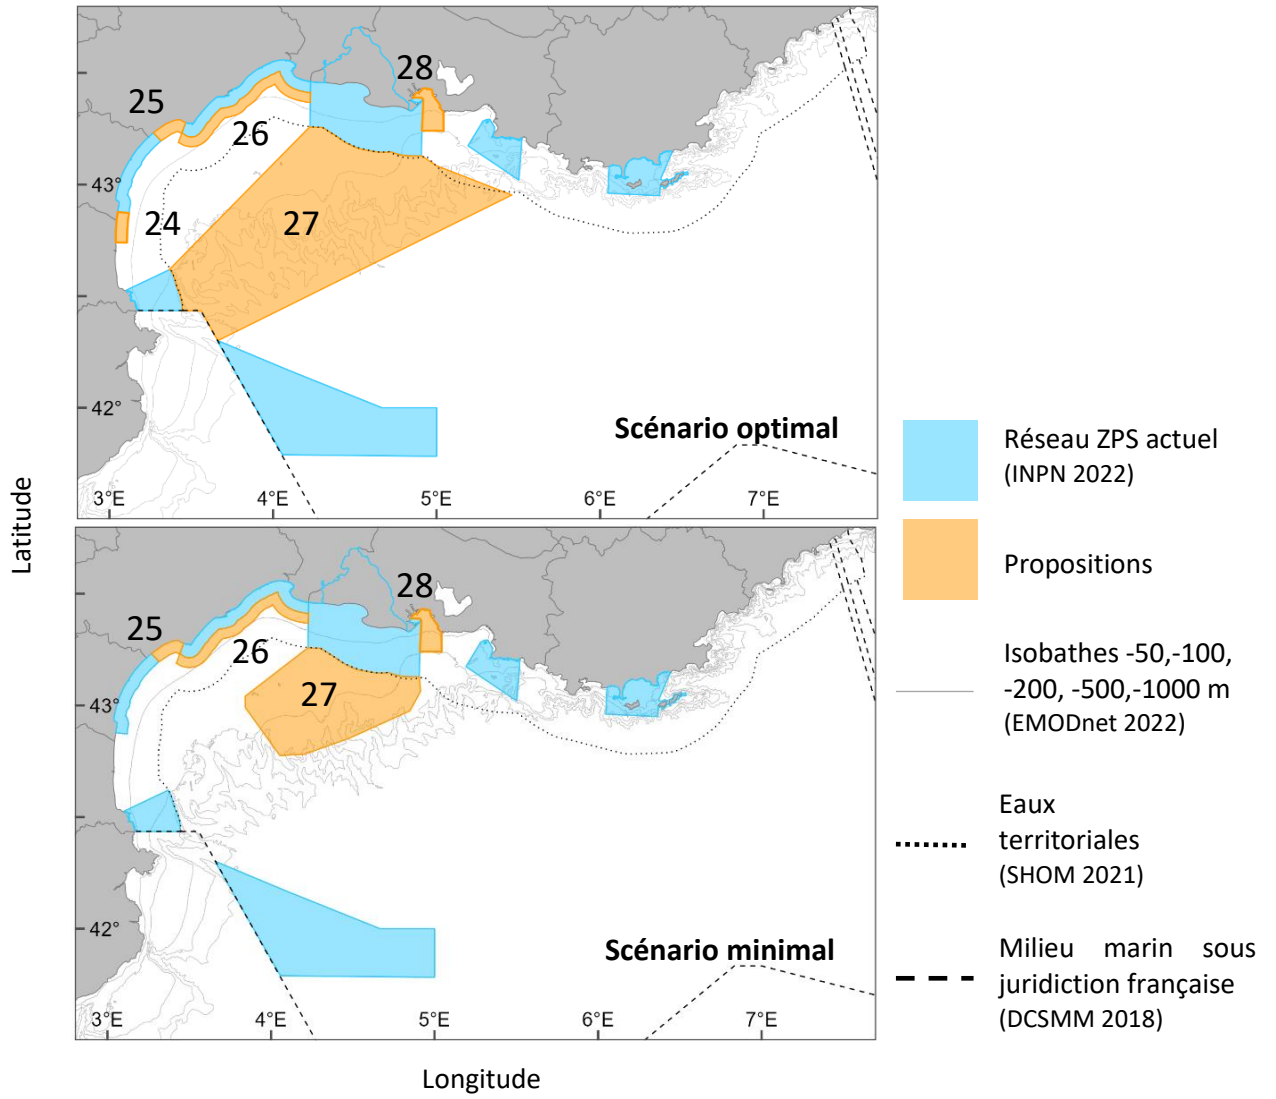 28
25
26
43°
24
27
42°
Scénario optimal
3°E
4°E
5°E
6°E
7°E
Latitude
28
25
26
43°
27
42°
Scénario minimal
3°E
4°E
5°E
6°E
7°E
Longitude
Réseau ZPS actuel
(INPN 2022)
Propositions
Isobathes -50,-100,
-200, -500,-1000 m
(EMODnet 2022)
Eaux
territoriales
(SHOM 2021)
Milieu marin sous
juridiction française
(DCSMM 2018)